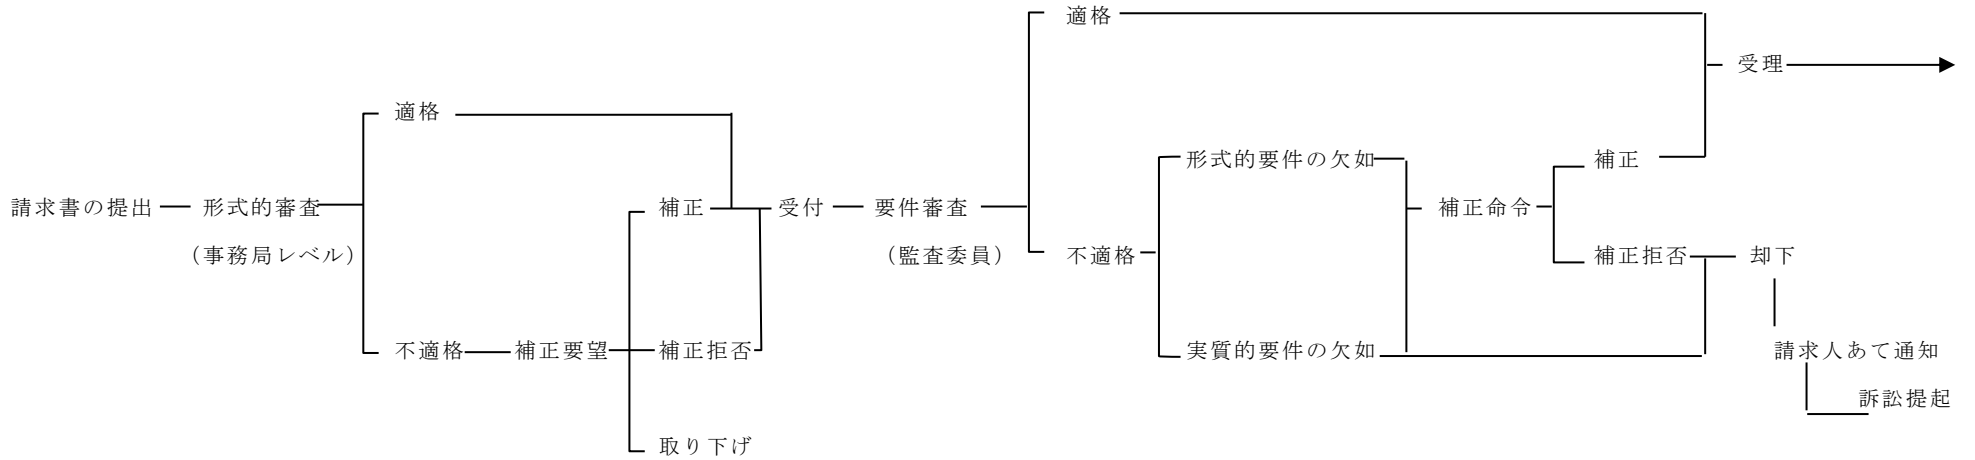 適格
受理
適格
形式的要件の欠如
補正
請求書の提出
形式的審査
補正
受付
要件審査
補正命令
（事務局レベル）
（監査委員）
不適格
補正拒否
却下
不適格
補正要望
補正拒否
実質的要件の欠如
請求人あて通知
訴訟提起
取り下げ